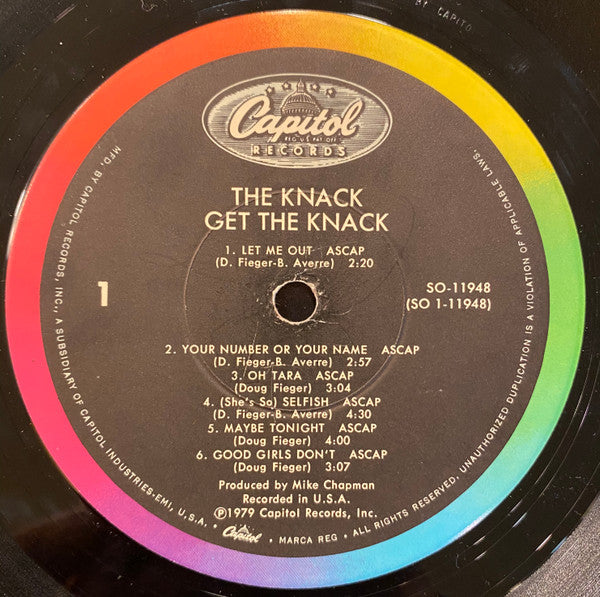 BY CAPITO
Capitol
REG. U.S. PAT. OFF.
RECORDS
THE KNACK
GET THE KNACK
1. LET ME OUT ASCAP
(D. Fieger-B. Averre) 2:20
1
SO-11948
(SO 1-11948)
2. YOUR NUMBER OR YOUR NAME ASCAP
(D. Fieger-B. Averre) 2:57
3. OH TARA ASCAP
(Doug Fieger) 3:04
4. (She's So) SELFISH ASCAP
(D. Fieger-B. Averre) 4:30
5. MAYBE TONIGHT ASCAP
(Doug Fieger) 4:00
6. GOOD GIRLS DON'T ASCAP
(Doug Fieger) 3:07
Produced by Mike Chapman
Recorded in U.S.A.
Ⓟ1979 Capitol Records, Inc.
MFD. BY CAPITOL RECORDS, INC., A SUBSIDIARY OF CAPITOL INDUSTRIES-EMI, U.S.A. • Capitol • MARCA REG • ALL RIGHTS RESERVED. UNAUTHORIZED DUPLICATION IS A VIOLATION OF APPLICABLE LAWS.